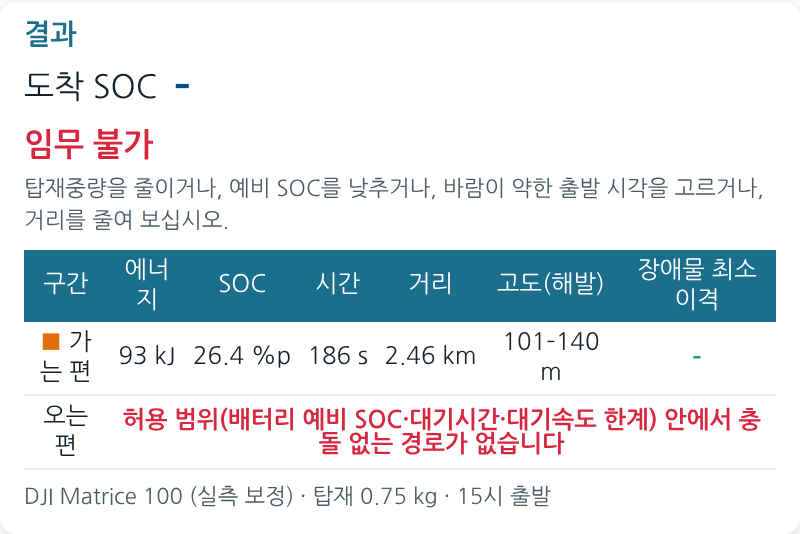 결과
도착 SOC -
임무 불가
탑재중량을 줄이거나, 예비 SOC를 낮추거나, 바람이 약한 출발 시각을 고르거나,
거리를 줄여 보십시오.
구간 에너지 SOC 시간 거리 고도(해발) 장애물 최소 이격
가는 편 93 kJ 26.4 %p 186 s 2.46 km 101–140 m -
오는 편 허용 범위(배터리 예비 SOC·대기시간·대기속도 한계) 안에서 충돌 없는 경로가 없습니다
DJI Matrice 100 (실측 보정) · 탑재 0.75 kg · 15시 출발